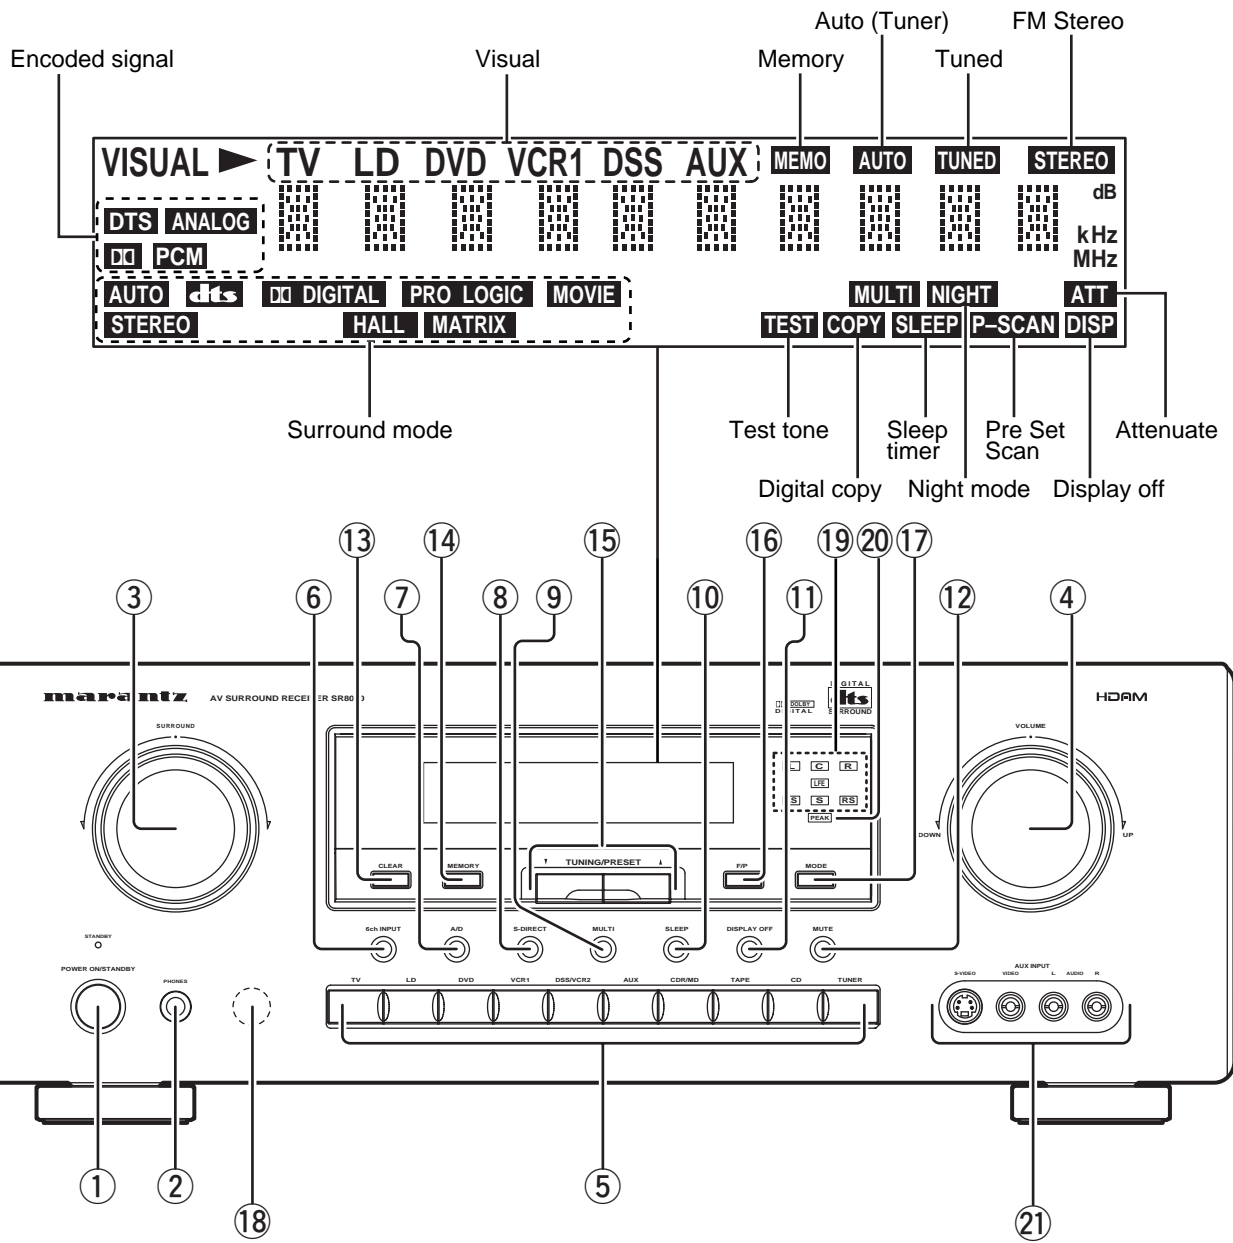 Auto (Tuner) FM Stereo
Encoded signal Visual Memory Tuned
VISUAL TV LD DVD VCR1 DSS AUX MEMO AUTO TUNED STEREO
dB
DTS ANALOG
kHz
PCM MHz
AUTO dts DIGITAL PRO LOGIC MOVIE MULTI NIGHT ATT
STEREO HALL MATRIX TEST COPY SLEEP P–SCAN DISP
Surround mode Test tone Sleep timer Pre Set Scan Attenuate
Digital copy Night mode Display off
13 14 15 16 19 20 17
3 6 7 8 9 10 11 12 4
marantz AV SURROUND RECEIVER DIGITAL dts SURROUND HDAM
DOLBY DIGITAL
SURROUND VOLUME
L C R
LFE
S RS
PEAK
DOWN UP
CLEAR MEMORY TUNING/PRESET F/P MODE
6ch INPUT A/D S-DIRECT MULTI SLEEP DISPLAY OFF MUTE
STANDBY
POWER ON/STANDBY PHONES
AUX INPUT
S-VIDEO VIDEO L AUDIO R
TV LD DVD VCR1 DSS/VCR2 AUX CDR/MD TAPE CD TUNER
1 2 5
18 21